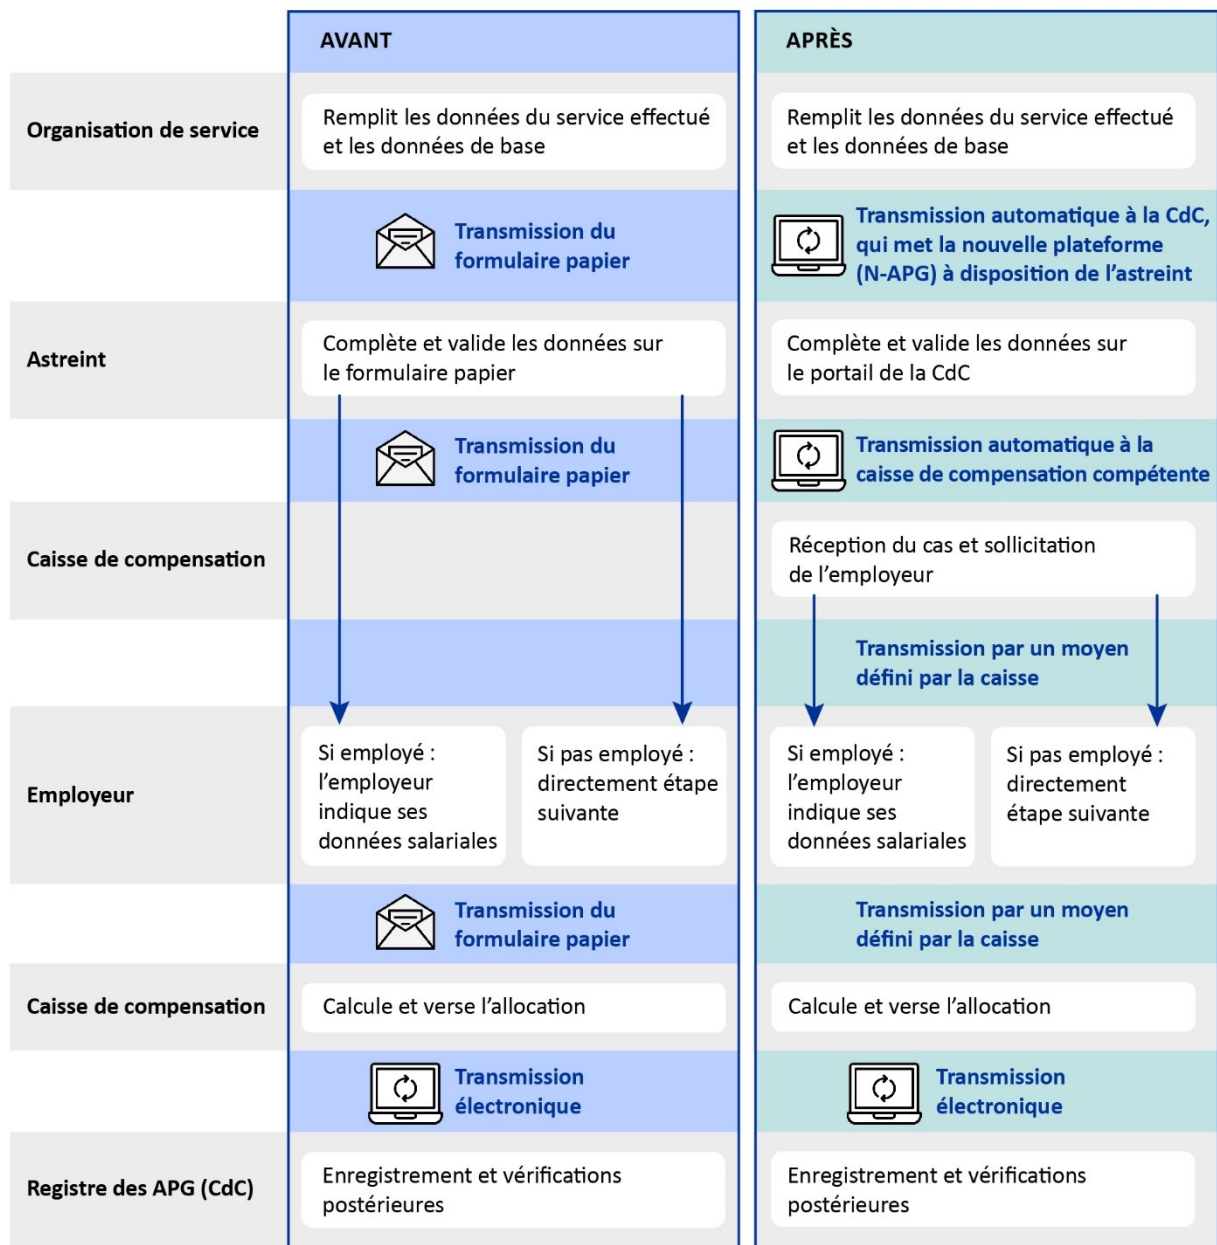 AVANT
APRÈS
Organisation de service
Remplit les données du service effectué
et les données de base
Remplit les données du service effectué
et les données de base
Transmission du
formulaire papier
Transmission automatique à la CdC,
qui met la nouvelle plateforme
(N-APG) à disposition de l’astreint
Astreint
Complète et valide les données sur
le formulaire papier
Complète et valide les données sur
le portail de la CdC
Transmission du
formulaire papier
Transmission automatique à la
caisse de compensation compétente
Caisse de compensation
Réception du cas et sollicitation
de l’employeur
Transmission par un moyen
défini par la caisse
Employeur
Si employé :
l’employeur
indique ses
données salariales
Si pas employé :
directement étape
suivante
Si employé :
l’employeur
indique ses
données salariales
Si pas employé :
directement
étape suivante
Transmission du
formulaire papier
Transmission par un moyen
défini par la caisse
Caisse de compensation
Calcule et verse l’allocation
Calcule et verse l’allocation
Transmission
électronique
Transmission
électronique
Registre des APG (CdC)
Enregistrement et vérifications
postérieures
Enregistrement et vérifications
postérieures